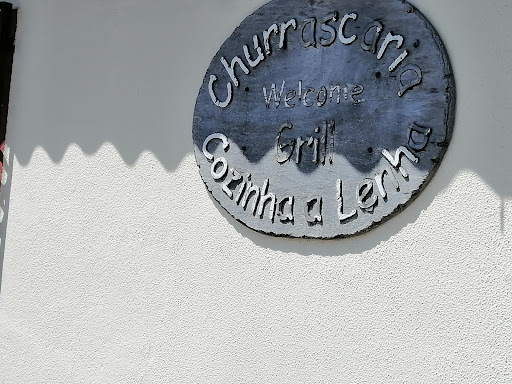 Churrascaria
Welcome
Grill
Cozinha a Lenha